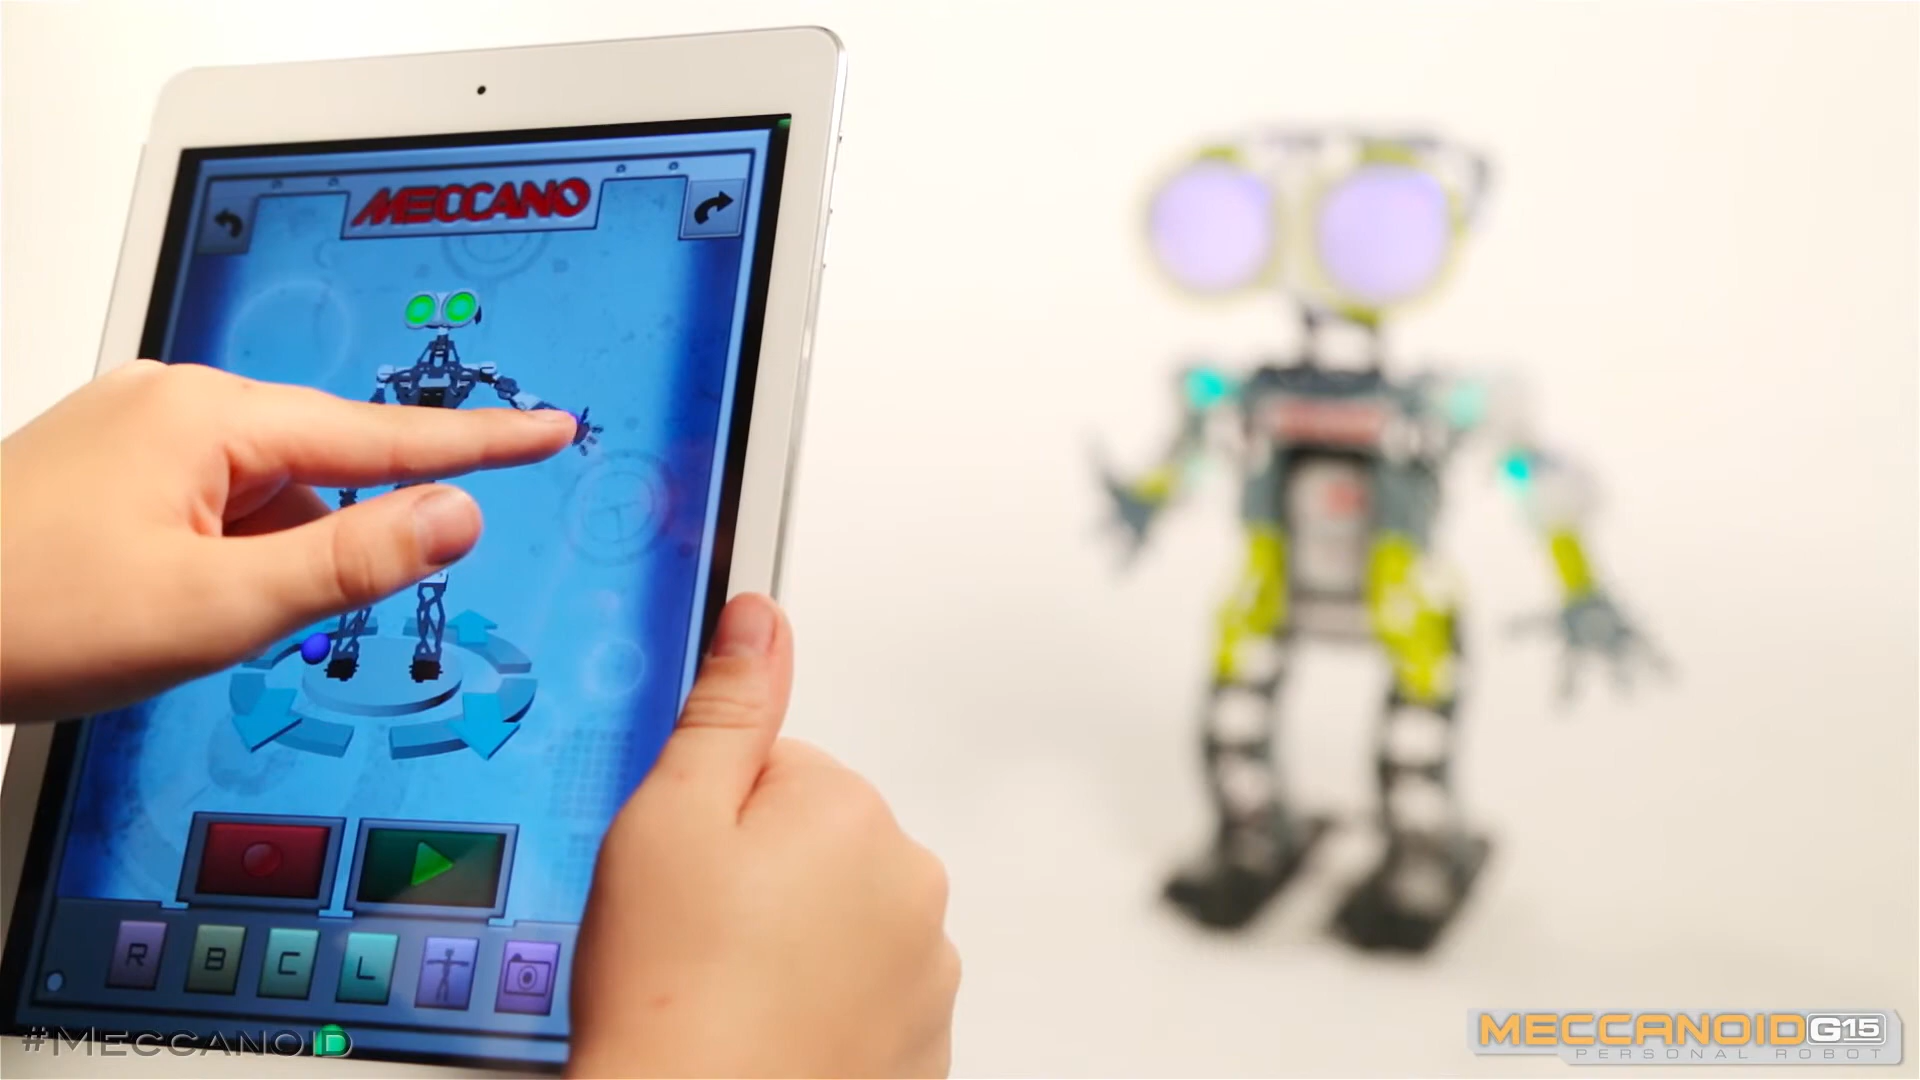 MECCANO
R B C L
#MECCANOID
MECCANOID G15
PERSONAL ROBOT